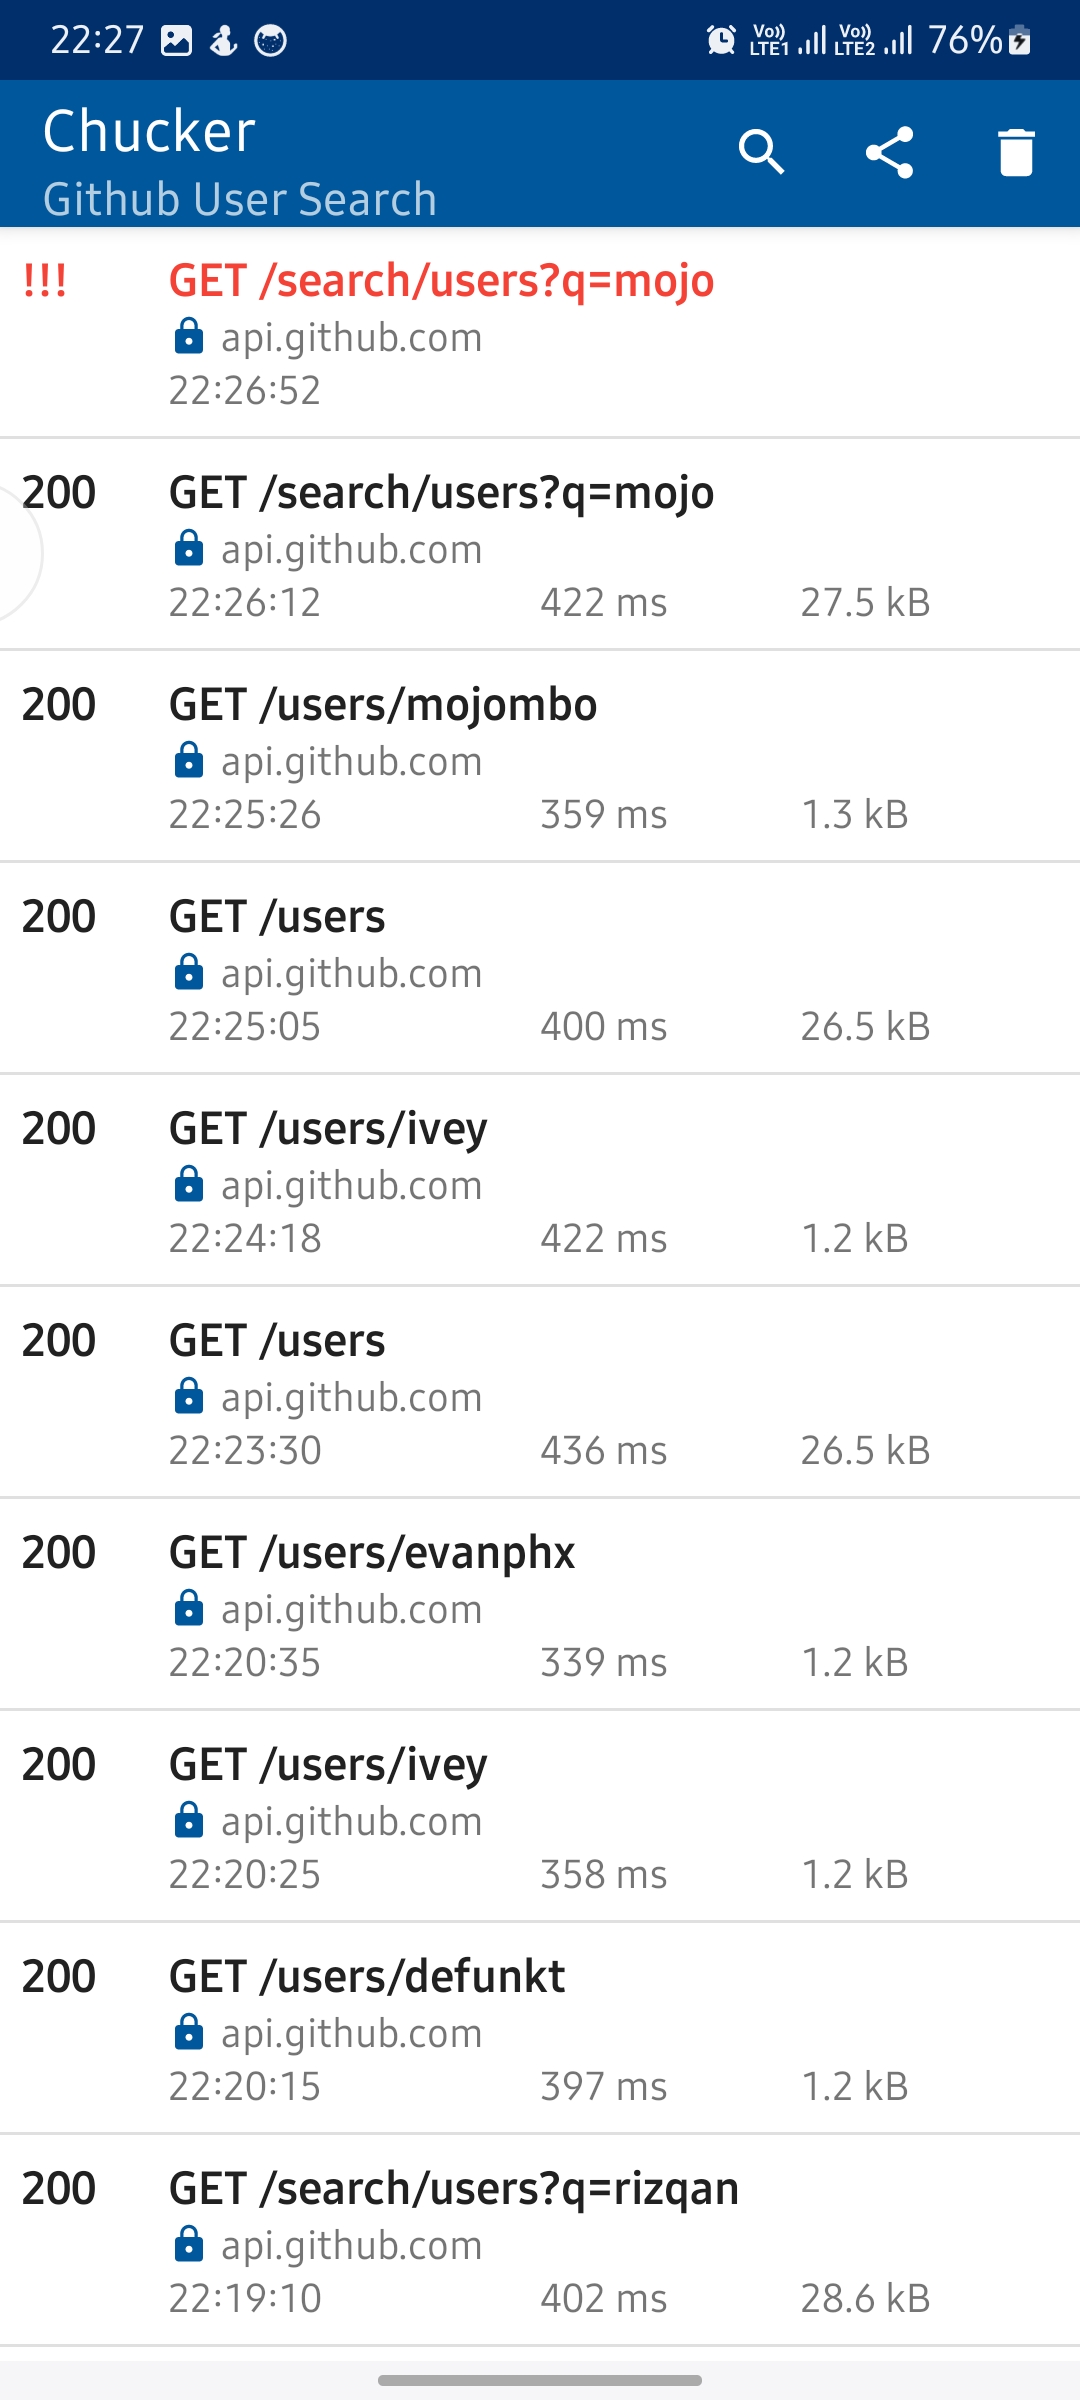 22:27 Vo)) LTE1 Vo)) LTE2 76%
Chucker
Github User Search
!!! GET /search/users?q=mojo
api.github.com
22:26:52
200 GET /search/users?q=mojo
api.github.com
22:26:12 422 ms 27.5 kB
200 GET /users/mojombo
api.github.com
22:25:26 359 ms 1.3 kB
200 GET /users
api.github.com
22:25:05 400 ms 26.5 kB
200 GET /users/ivey
api.github.com
22:24:18 422 ms 1.2 kB
200 GET /users
api.github.com
22:23:30 436 ms 26.5 kB
200 GET /users/evanphx
api.github.com
22:20:35 339 ms 1.2 kB
200 GET /users/ivey
api.github.com
22:20:25 358 ms 1.2 kB
200 GET /users/defunkt
api.github.com
22:20:15 397 ms 1.2 kB
200 GET /search/users?q=rizqan
api.github.com
22:19:10 402 ms 28.6 kB